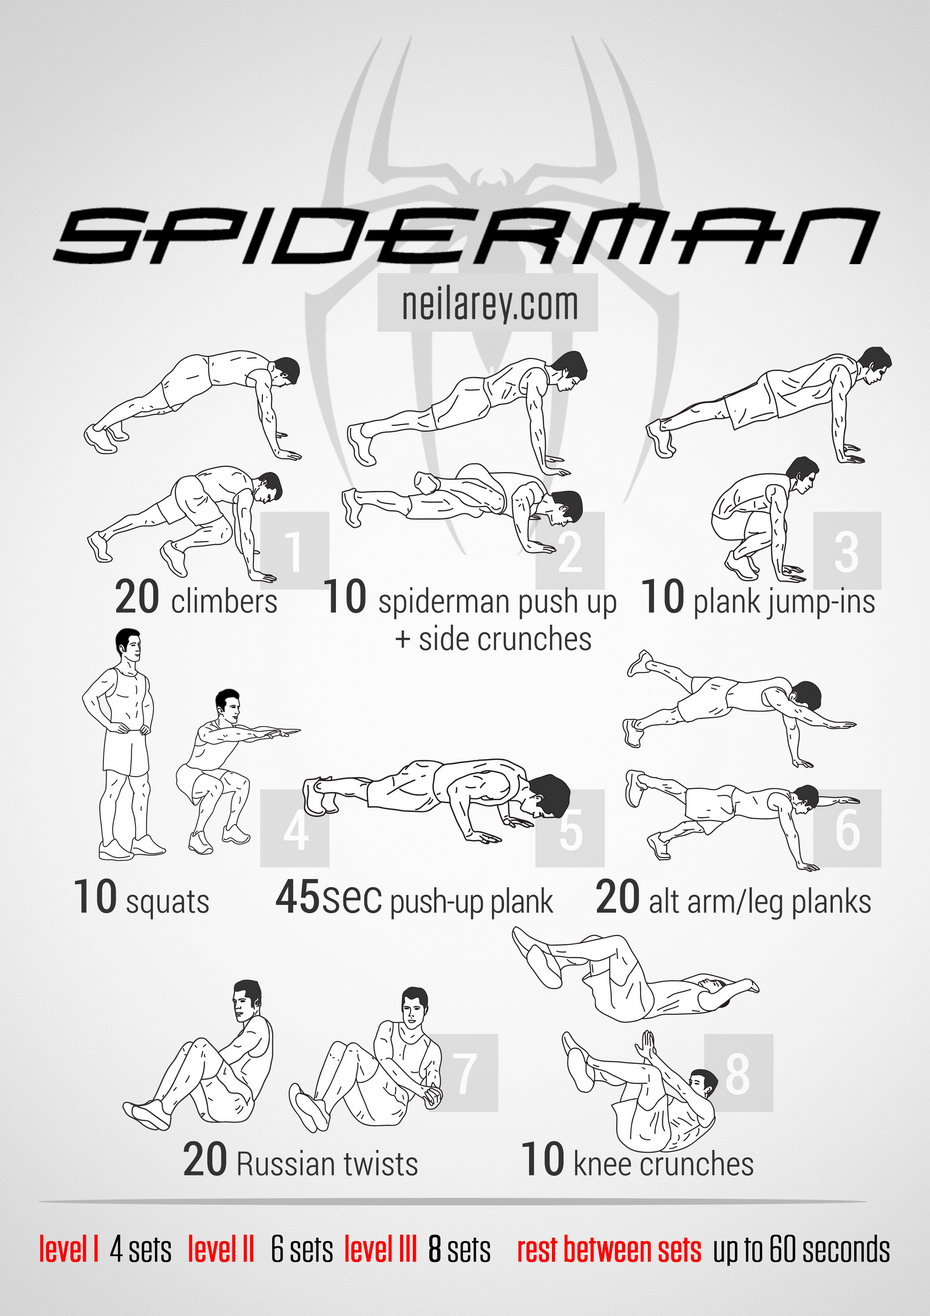 SPIDERMAN
neilarey.com
1
20 climbers
2
10 spiderman push up
+ side crunches
3
10 plank jump-ins
4
10 squats
5
45sec push-up plank
6
20 alt arm/leg planks
7
20 Russian twists
8
10 knee crunches
level I 4 sets level II 6 sets level III 8 sets rest between sets up to 60 seconds